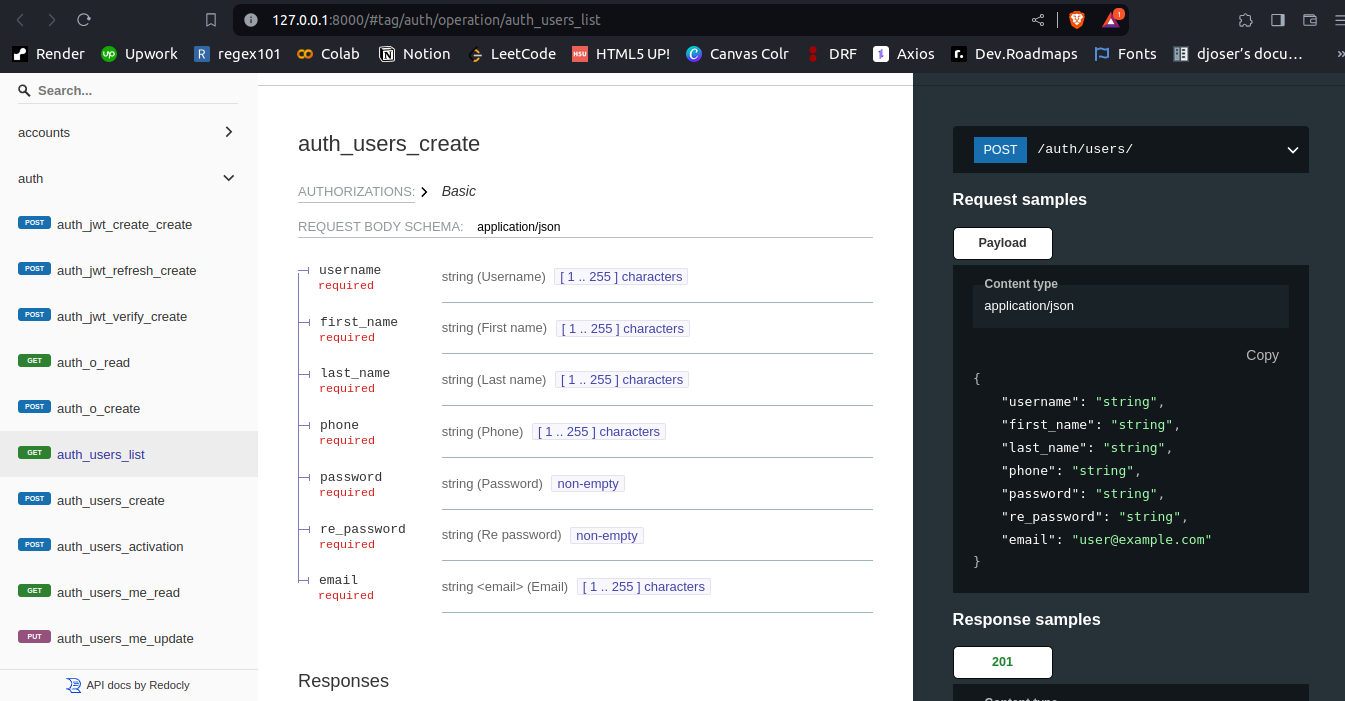 127.0.0.1:8000/#tag/auth/operation/auth_users_list
1
Render
up Upwork
R regex101
Colab
Notion
LeetCode
HSU HTML5 UP!
C Canvas Colr
DRF
Axios
r. Dev.Roadmaps
Fonts
djoser's docu…
»
Search...
accounts
auth
POST auth_jwt_create_create
POST auth_jwt_refresh_create
POST auth_jwt_verify_create
GET auth_o_read
POST auth_o_create
GET auth_users_list
POST auth_users_create
POST auth_users_activation
GET auth_users_me_read
PUT auth_users_me_update
API docs by Redocly
auth_users_create
AUTHORIZATIONS: Basic
REQUEST BODY SCHEMA: application/json
username string (Username) [ 1 .. 255 ] characters
required
first_name string (First name) [ 1 .. 255 ] characters
required
last_name string (Last name) [ 1 .. 255 ] characters
required
phone string (Phone) [ 1 .. 255 ] characters
required
password string (Password) non-empty
required
re_password string (Re password) non-empty
required
email string <email> (Email) [ 1 .. 255 ] characters
required
Responses
POST /auth/users/
Request samples
Payload
Content type
application/json
Copy
{
"username": "string",
"first_name": "string",
"last_name": "string",
"phone": "string",
"password": "string",
"re_password": "string",
"email": "user@example.com"
}
Response samples
201
Content type